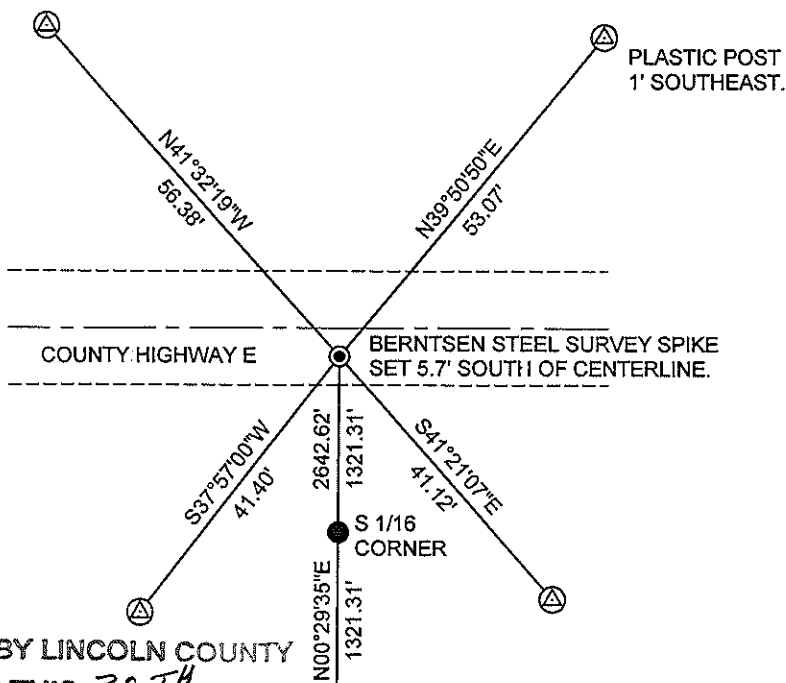 PLASTIC POST
1' SOUTHEAST.
N41°32'19"W
56.38'
N39°50'50"E
53.07'
COUNTY HIGHWAY E
BERNTSEN STEEL SURVEY SPIKE
SET 5.7' SOUTH OF CENTERLINE.
S37°57'00"W
41.40'
2642.62'
1321.31'
S41°21'07"E
41.12'
S 1/16
CORNER
N00°29'35"E
1321.31'
BY LINCOLN COUNTY
30TH